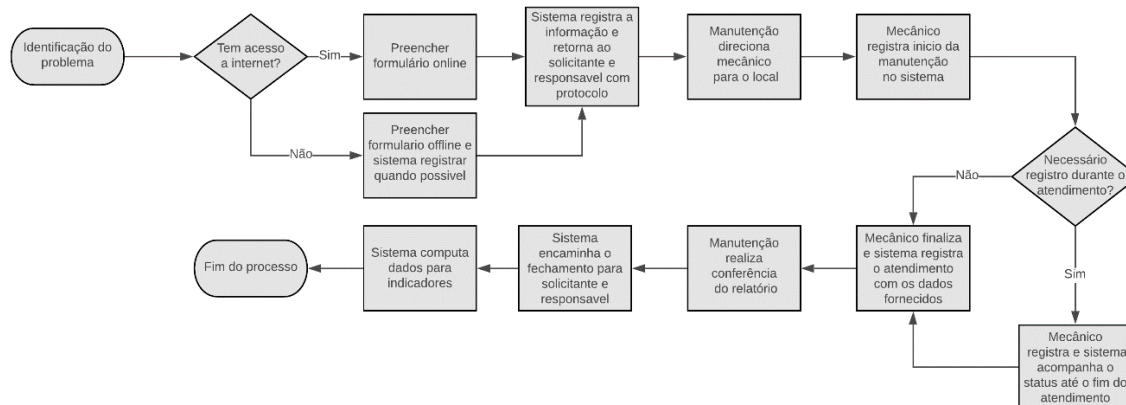 Identificação do
problema
Tem acesso
a internet?
Sim
Preencher
formulário online
Sistema registra a
informação e
retorna ao
solicitante e
responsavel com
protocolo
Manutenção
direciona
mecânico
para o local
Mecânico
registra inicio da
manutenção
no sistema
Não
Preencher
formulario offline e
sistema registrar
quando possivel
Necessário
registro durante o
atendimento?
Não
Sim
Mecânico
registra e sistema
acompanha o
status até o fim do
atendimento
Mecânico finaliza
e sistema registra
o atendimento
com os dados
fornecidos
Manutenção
realiza
conferência
do relatório
Sistema
encaminha o
fechamento para
solicitante e
responsavel
Sistema computa
dados para
indicadores
Fim do processo